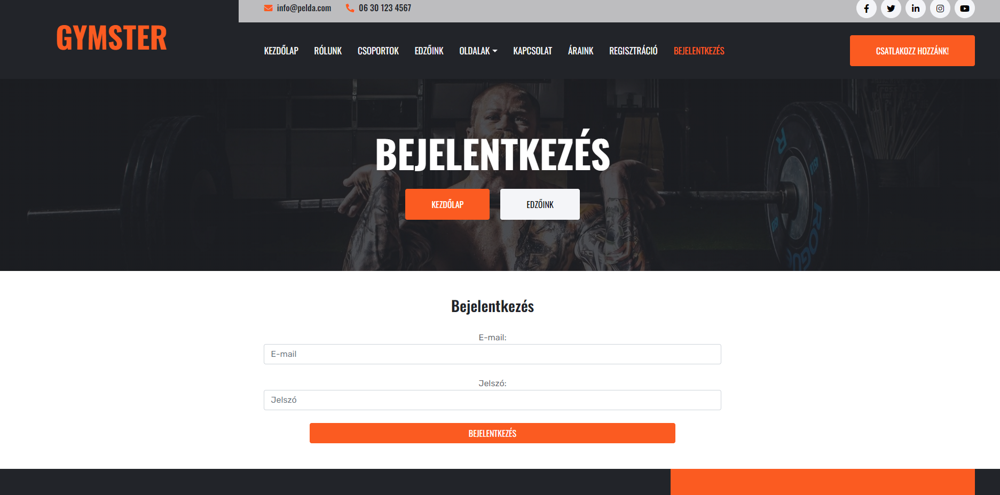 info@pelda.com 06 30 123 4567
GYMSTER
KEZDŐLAP RÓLUNK CSOPORTOK EDZŐINK OLDALAK KAPCSOLAT ÁRAINK REGISZTRÁCIÓ BEJELENTKEZÉS CSATLAKOZZ HOZZÁNK!
BEJELENTKEZÉS
KEZDŐLAP EDZŐINK
R
ROGU
Bejelentkezés
E-mail:
E-mail
Jelszó:
Jelszó
BEJELENTKEZÉS